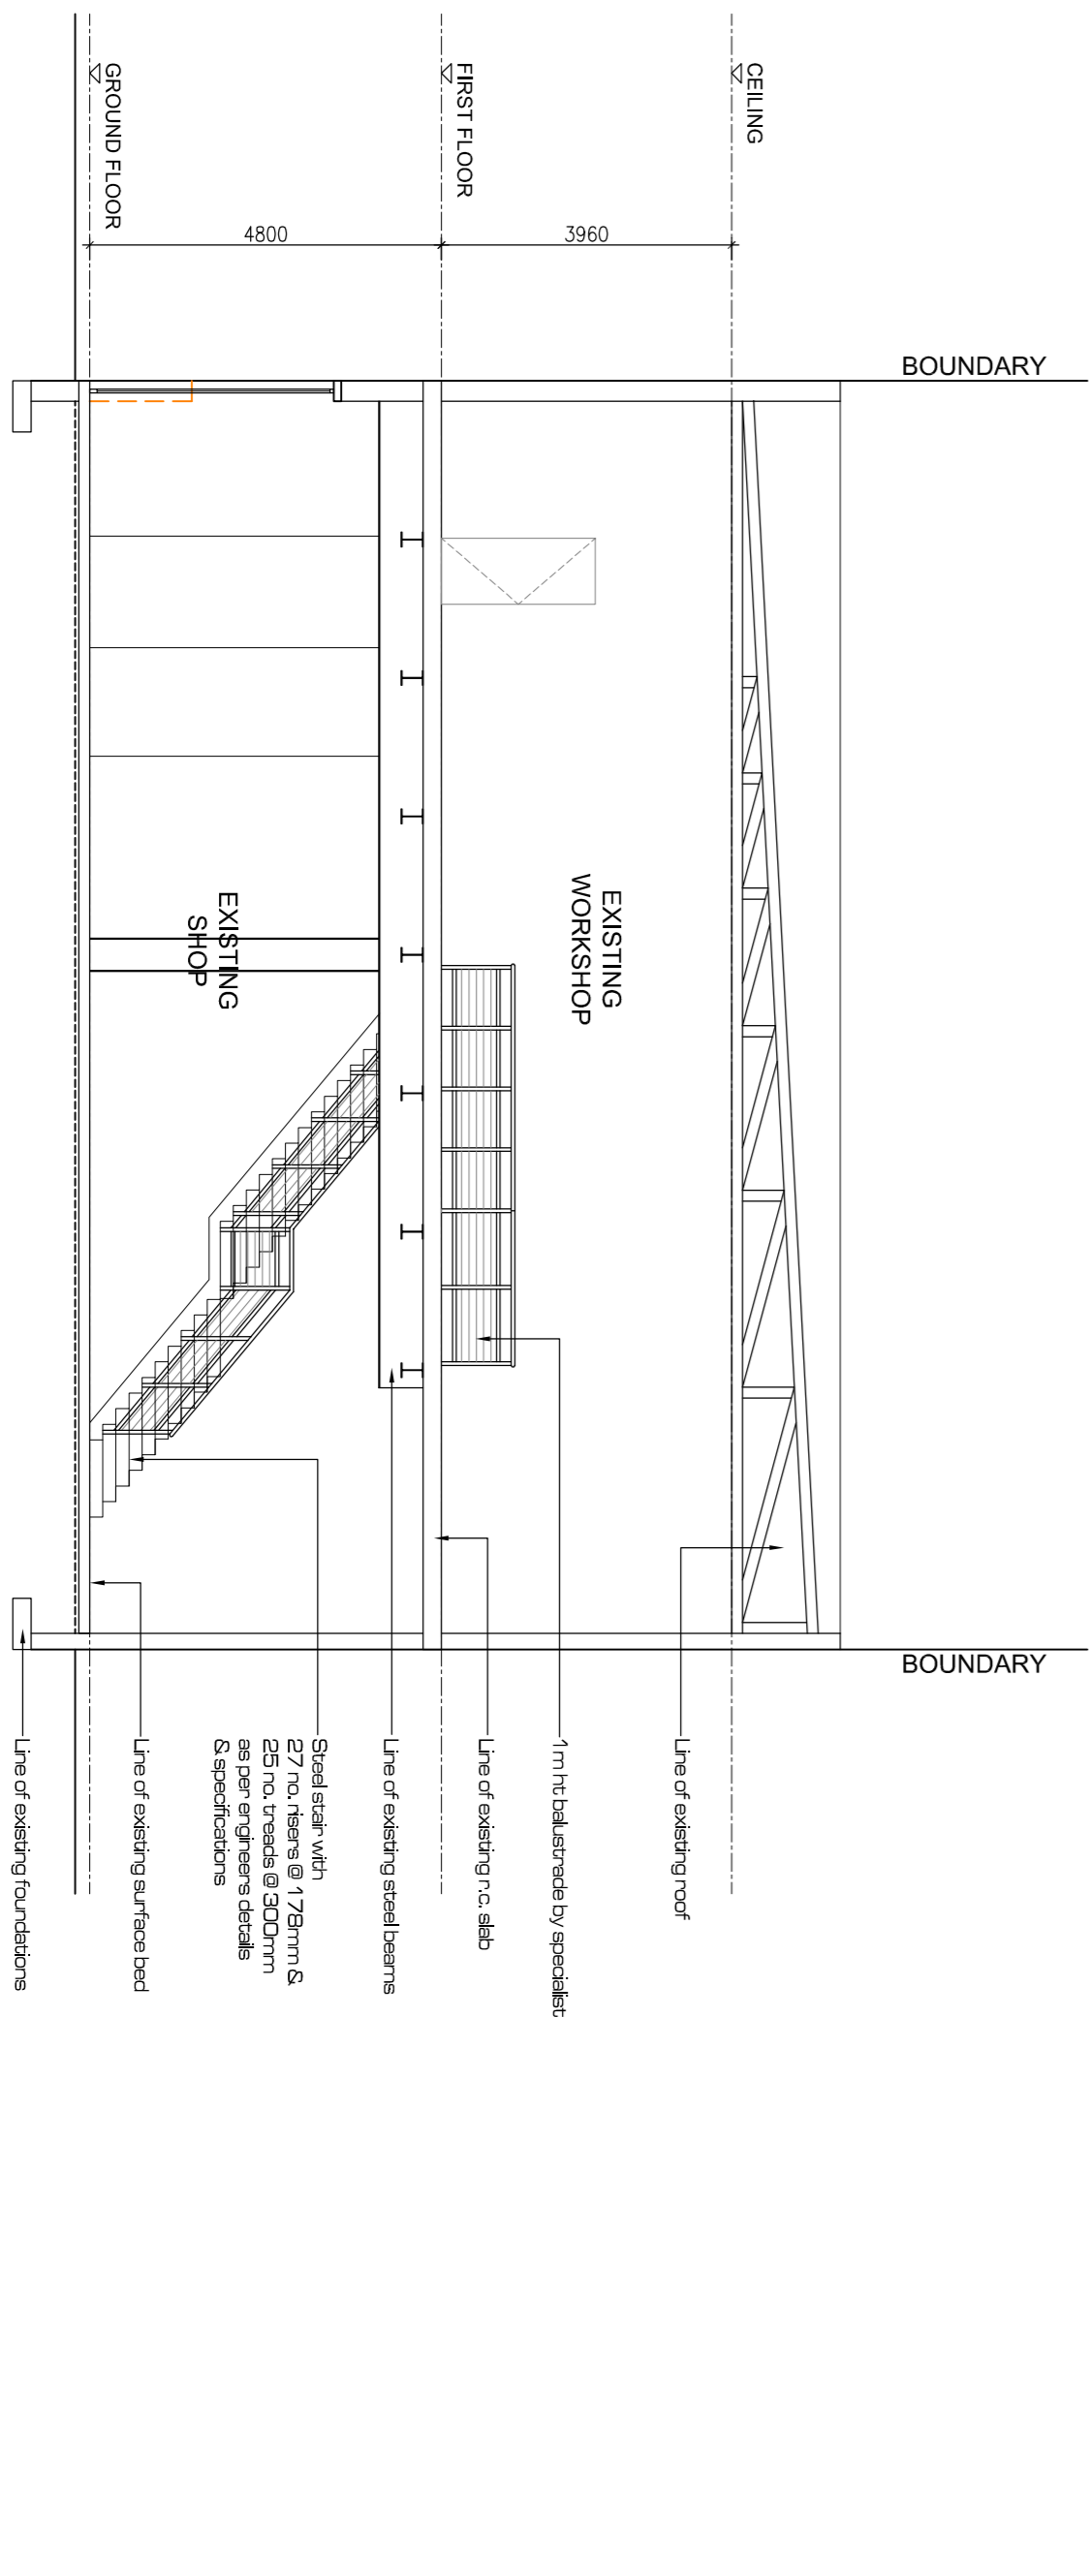 BOUNDARY
BOUNDARY
CEILING
3960
FIRST FLOOR
4800
GROUND FLOOR
EXISTING
WORKSHOP
EXISTING
SHOP
Line of existing roof
1m ht balustrade by specialist
Line of existing r.c. slab
Line of existing steel beams
Steel stair with
27 no. risers @ 178mm &
25 no. treads @ 300mm
as per engineers details
& specifications
Line of existing surface bed
Line of existing foundations